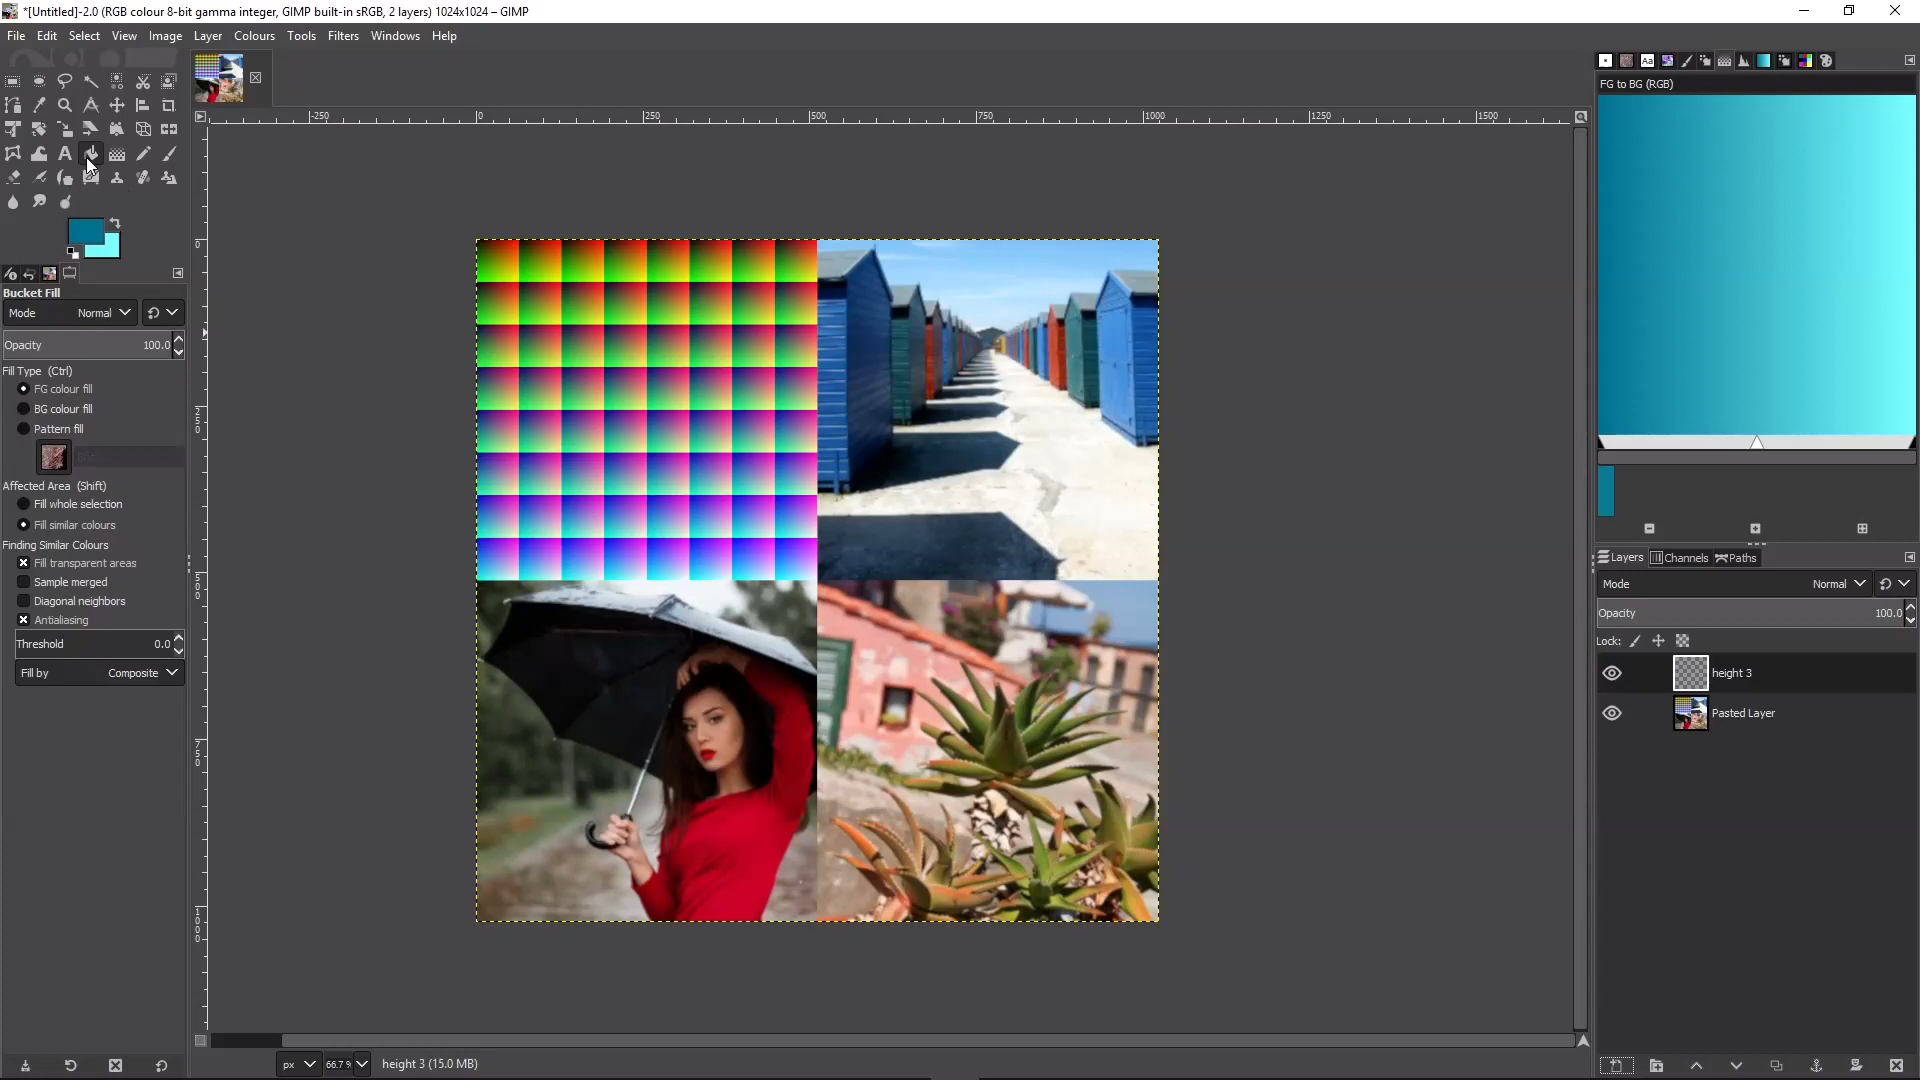 *[Untitled]-2.0 (RGB colour 8-bit gamma integer, GIMP built-in sRGB, 2 layers) 1024x1024 – GIMP
File Edit Select View Image Layer Colours Tools Filters Windows Help
-250 0 250 500 750 1000 1250 1500
FG to BG (RGB)
0
250
500
750
1000
Bucket Fill
Mode Normal
Opacity 100.0
Fill Type (Ctrl)
FG colour fill
BG colour fill
Pattern fill
Affected Area (Shift)
Fill whole selection
Fill similar colours
Finding Similar Colours
Fill transparent areas
Sample merged
Diagonal neighbors
Antialiasing
Threshold 0.0
Fill by Composite
Layers Channels Paths
Mode Normal
Opacity 100.0
Lock:
height 3
Pasted Layer
px 66.7 % height 3 (15.0 MB)